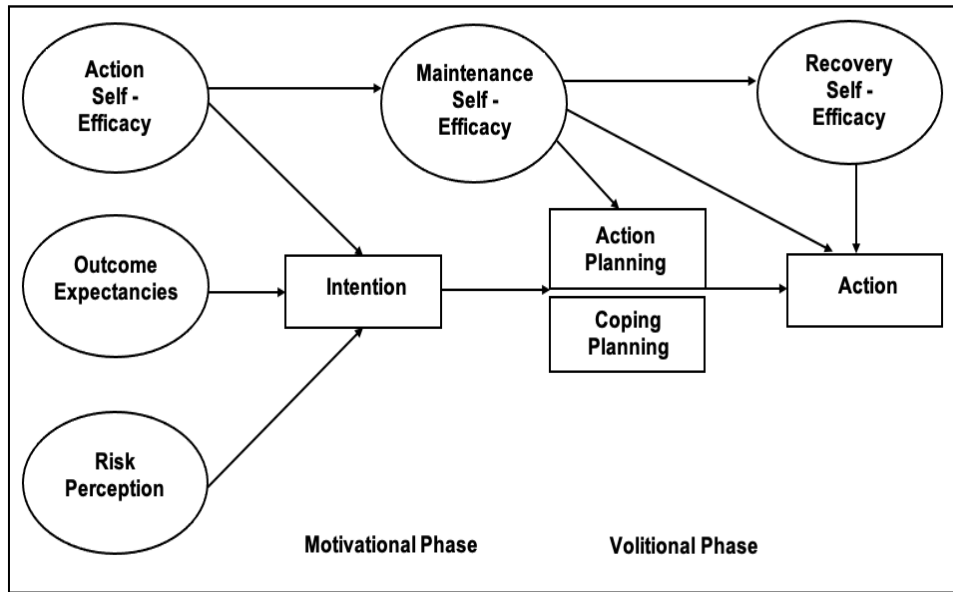 Action
Self -
Efficacy
Maintenance
Self -
Efficacy
Recovery
Self -
Efficacy
Outcome
Expectancies
Intention
Action
Planning
Coping
Planning
Action
Risk
Perception
Motivational Phase
Volitional Phase